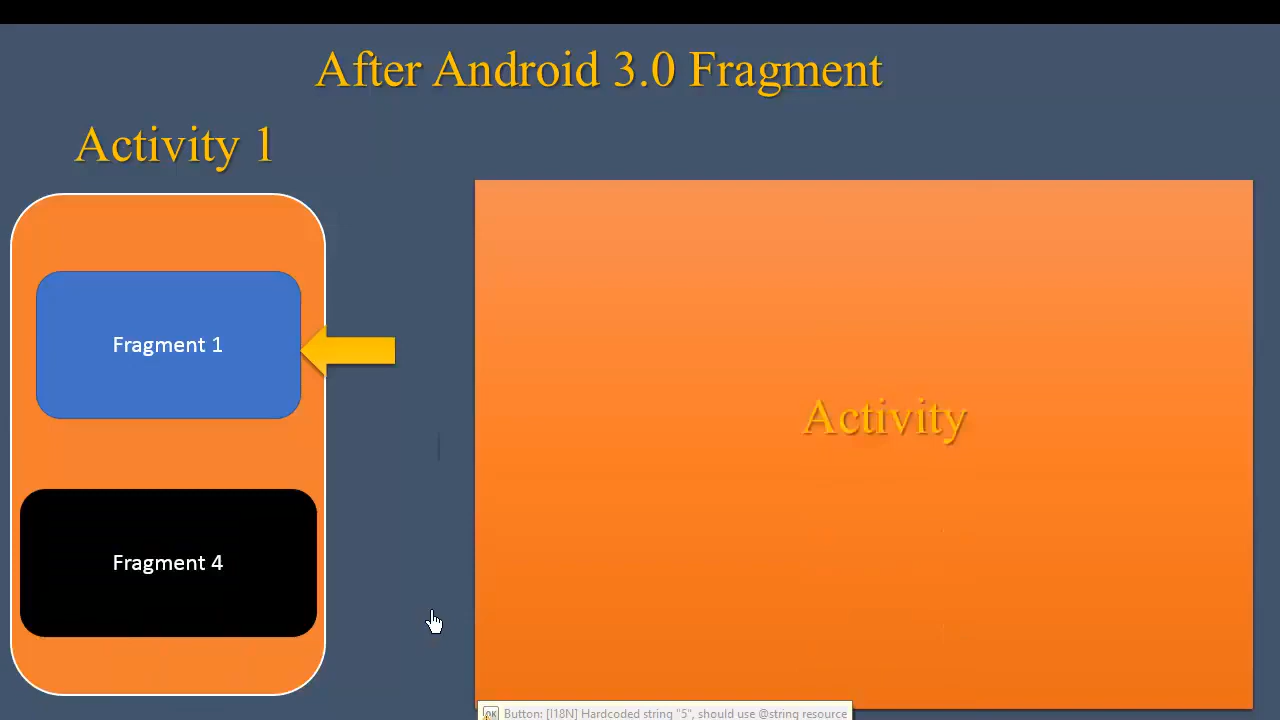 After Android 3.0 Fragment
Activity 1
Fragment 1
Activity
Fragment 4
OK Button: [I18N] Hardcoded string "5", should use @string resource